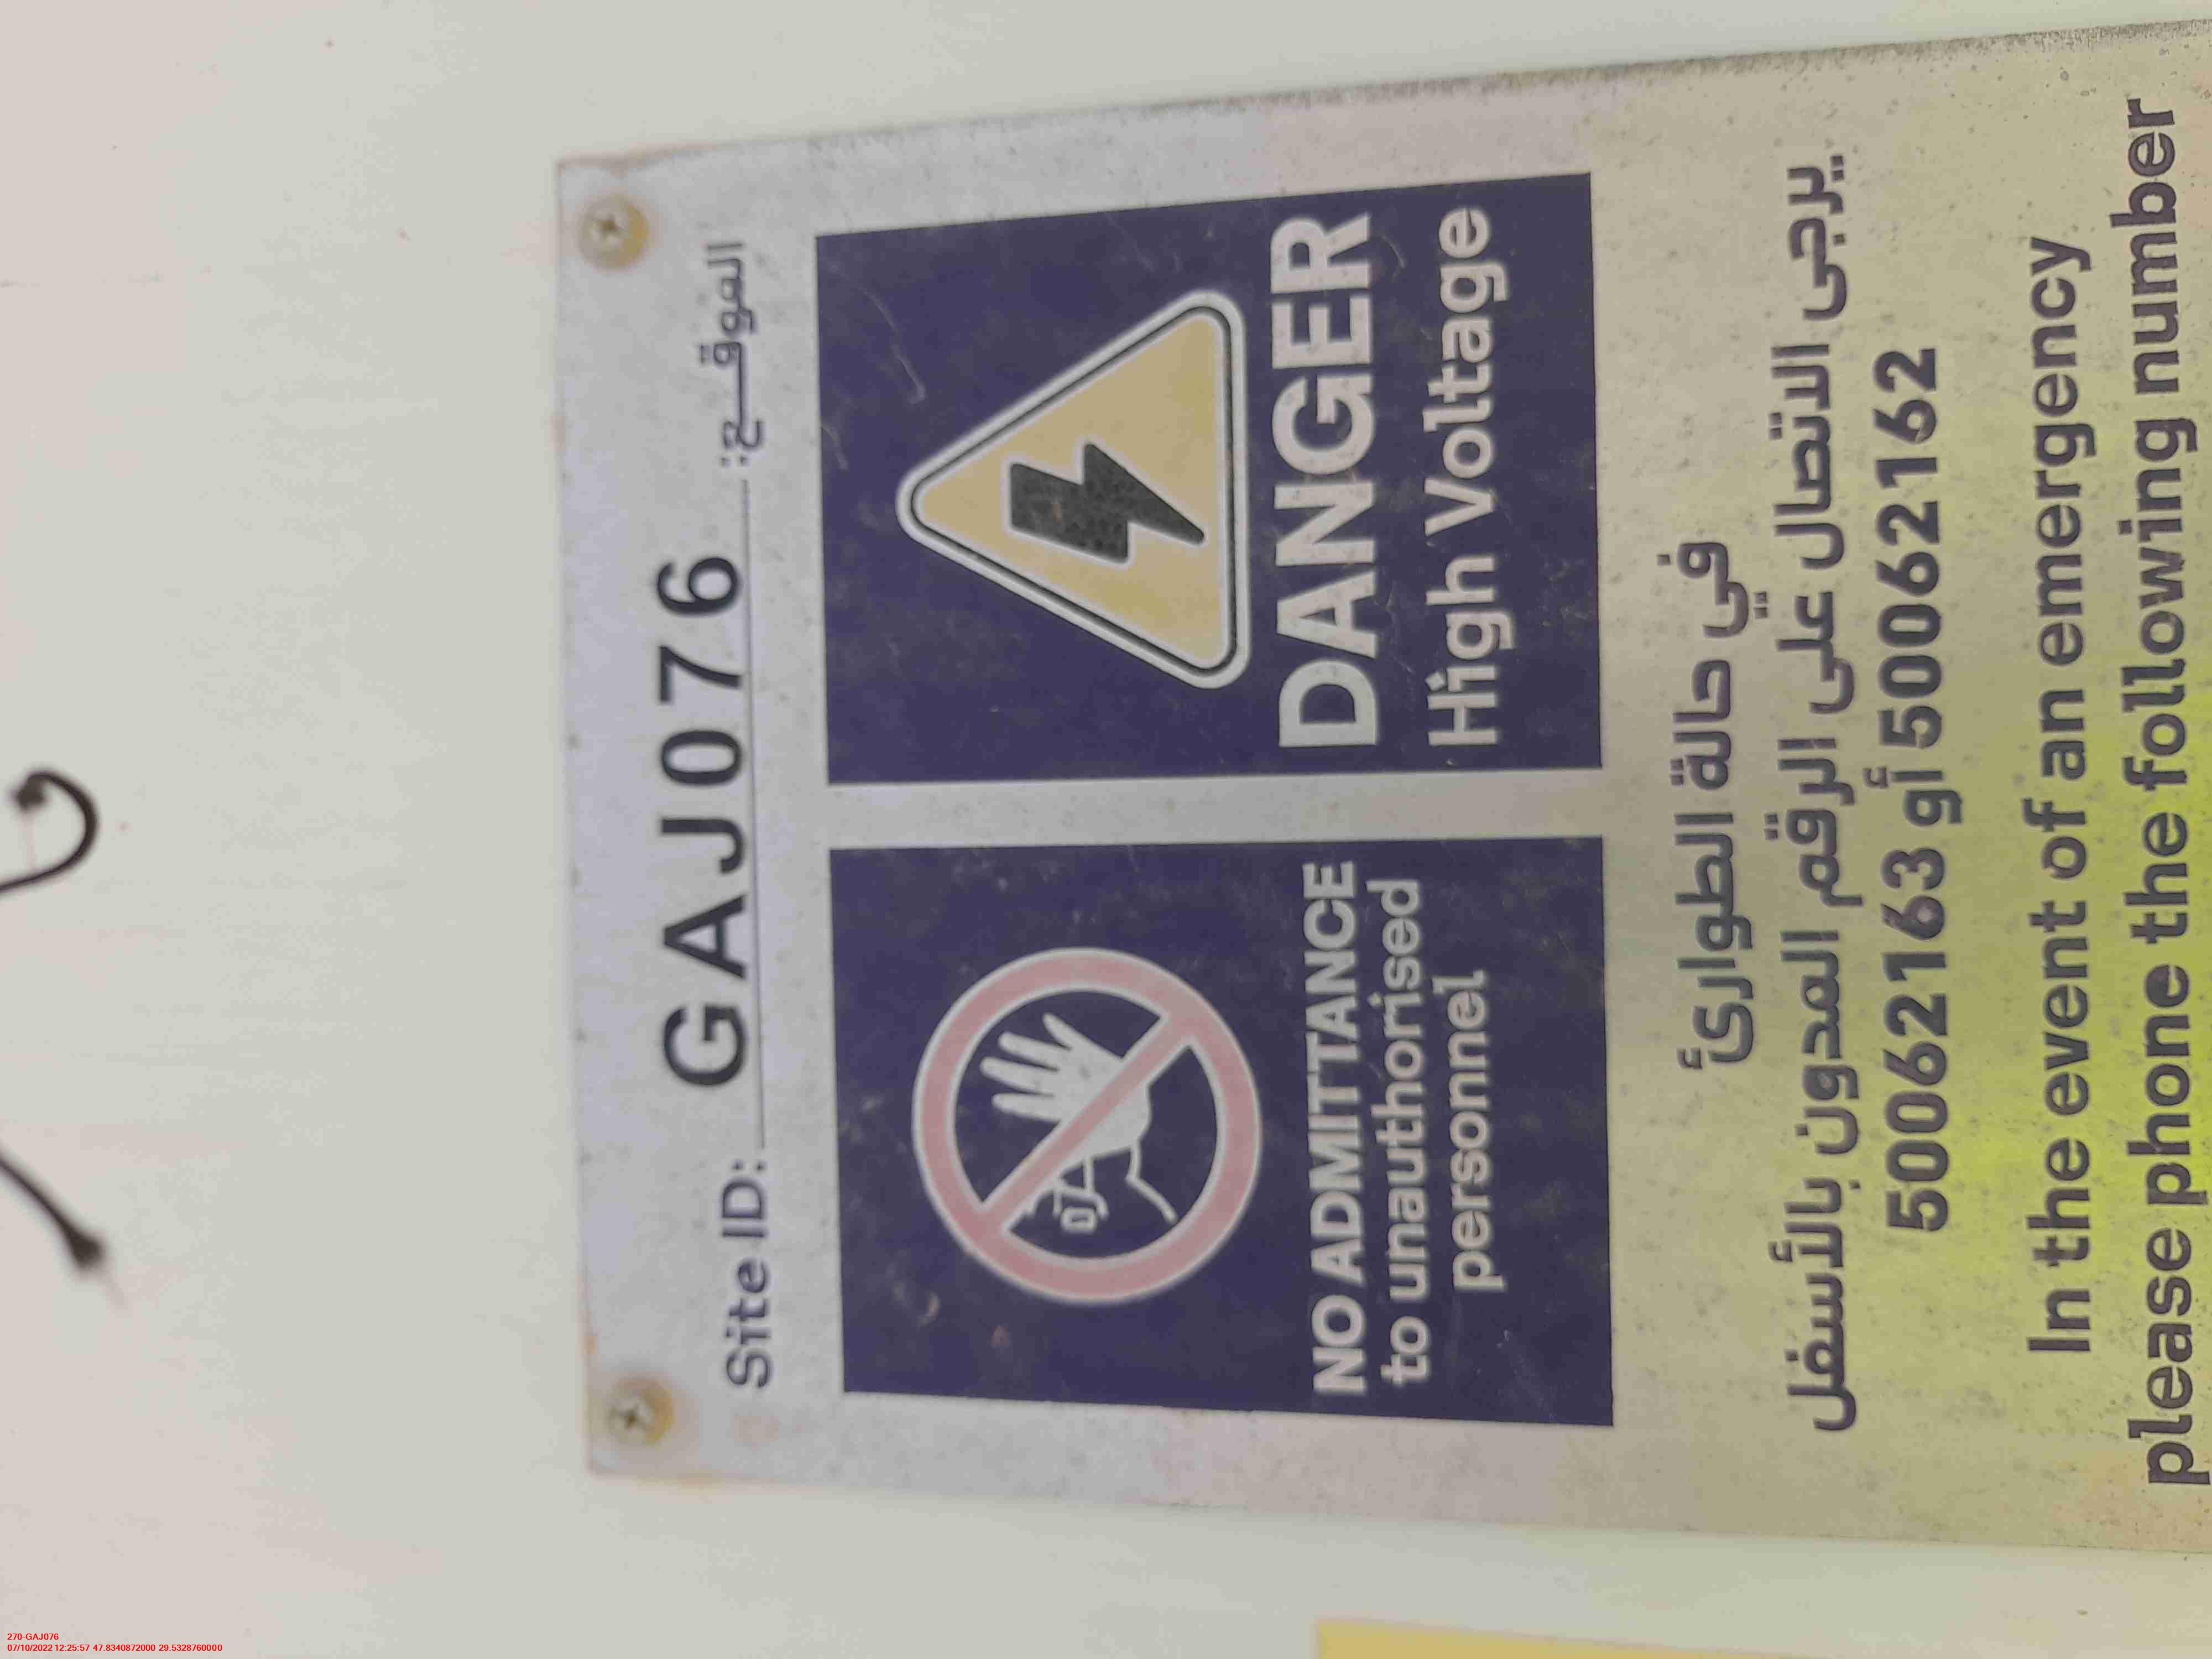 Site ID: GAJ076 الموقـــع:
NO ADMITTANCE
to unauthorised
personnel
DANGER
High Voltage
في حالة الطوارئ
يرجى الاتصال على الرقم المدون بالأسفل
50062163 أو 50062162
In the event of an emergency
please phone the following number
270-GAJ076
07/10/2022 12:25:57 47.8340872000 29.5328760000